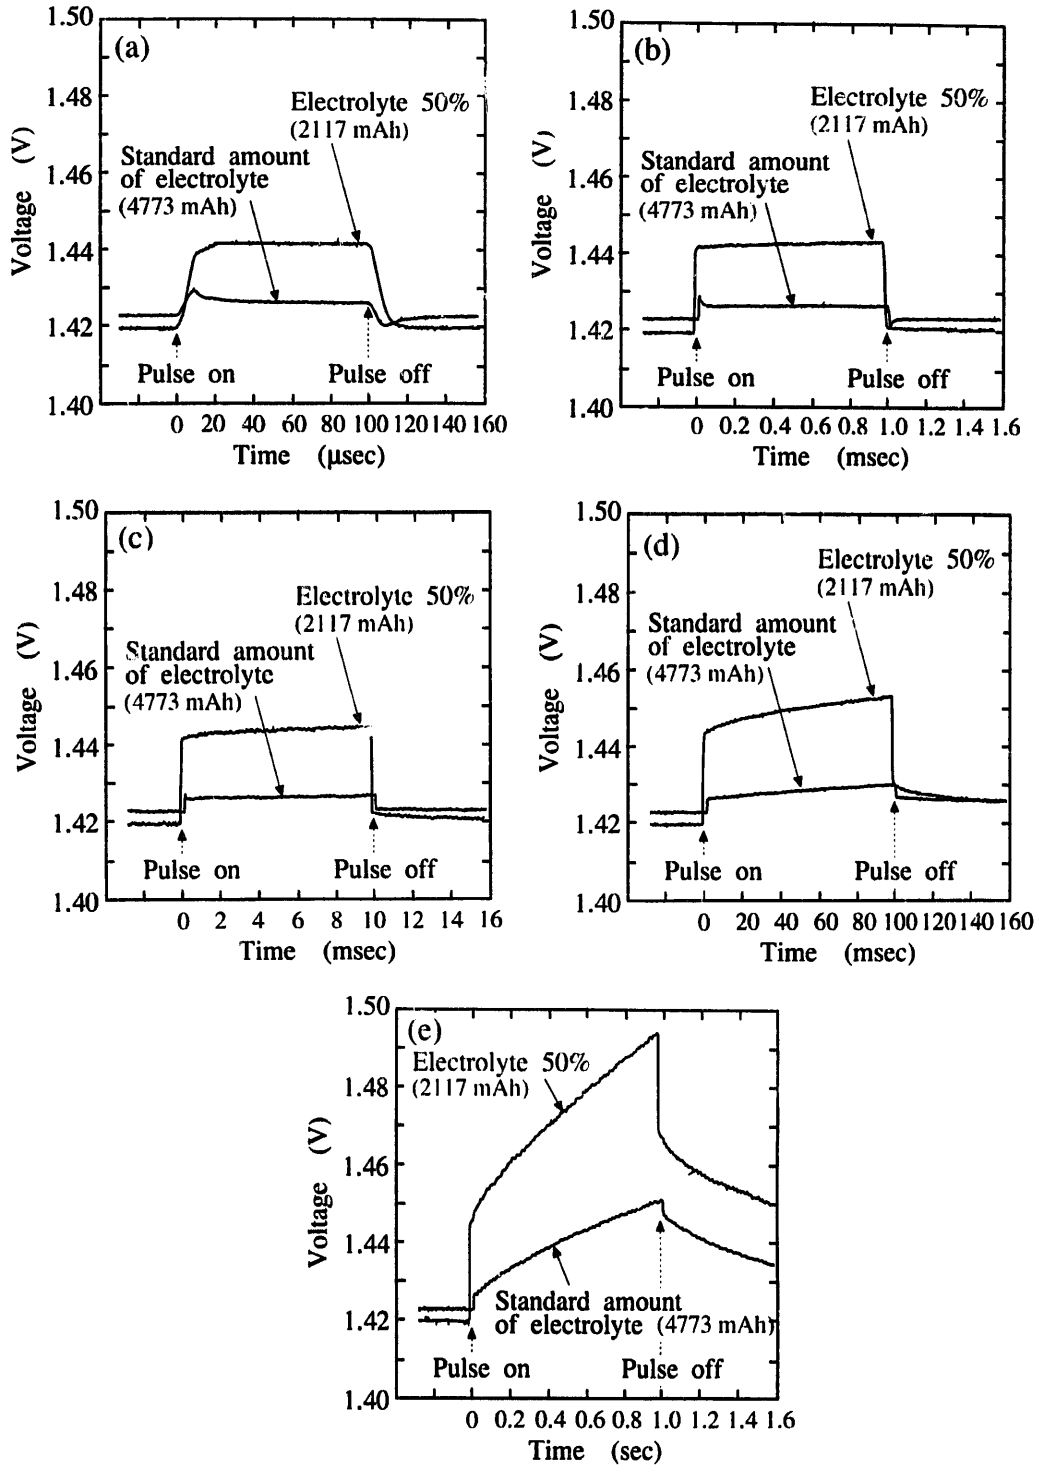 (a)
1.50
1.48
1.46
1.44
1.42
1.40
Voltage (V)
Electrolyte 50%
(2117 mAh)
Standard amount
of electrolyte
(4773 mAh)
Pulse on
Pulse off
0 20 40 60 80 100 120 140 160
Time (μsec)
(b)
1.50
1.48
1.46
1.44
1.42
1.40
Voltage (V)
Electrolyte 50%
(2117 mAh)
Standard amount
of electrolyte
(4773 mAh)
Pulse on
Pulse off
0 0.2 0.4 0.6 0.8 1.0 1.2 1.4 1.6
Time (msec)
(c)
1.50
1.48
1.46
1.44
1.42
1.40
Voltage (V)
Electrolyte 50%
(2117 mAh)
Standard amount
of electrolyte
(4773 mAh)
Pulse on
Pulse off
0 2 4 6 8 10 12 14 16
Time (msec)
(d)
1.50
1.48
1.46
1.44
1.42
1.40
Voltage (V)
Electrolyte 50%
(2117 mAh)
Standard amount
of electrolyte
(4773 mAh)
Pulse on
Pulse off
0 20 40 60 80 100 120 140 160
Time (msec)
(e)
1.50
1.48
1.46
1.44
1.42
1.40
Voltage (V)
Electrolyte 50%
(2117 mAh)
Standard amount
of electrolyte (4773 mAh)
Pulse on
Pulse off
0 0.2 0.4 0.6 0.8 1.0 1.2 1.4 1.6
Time (sec)